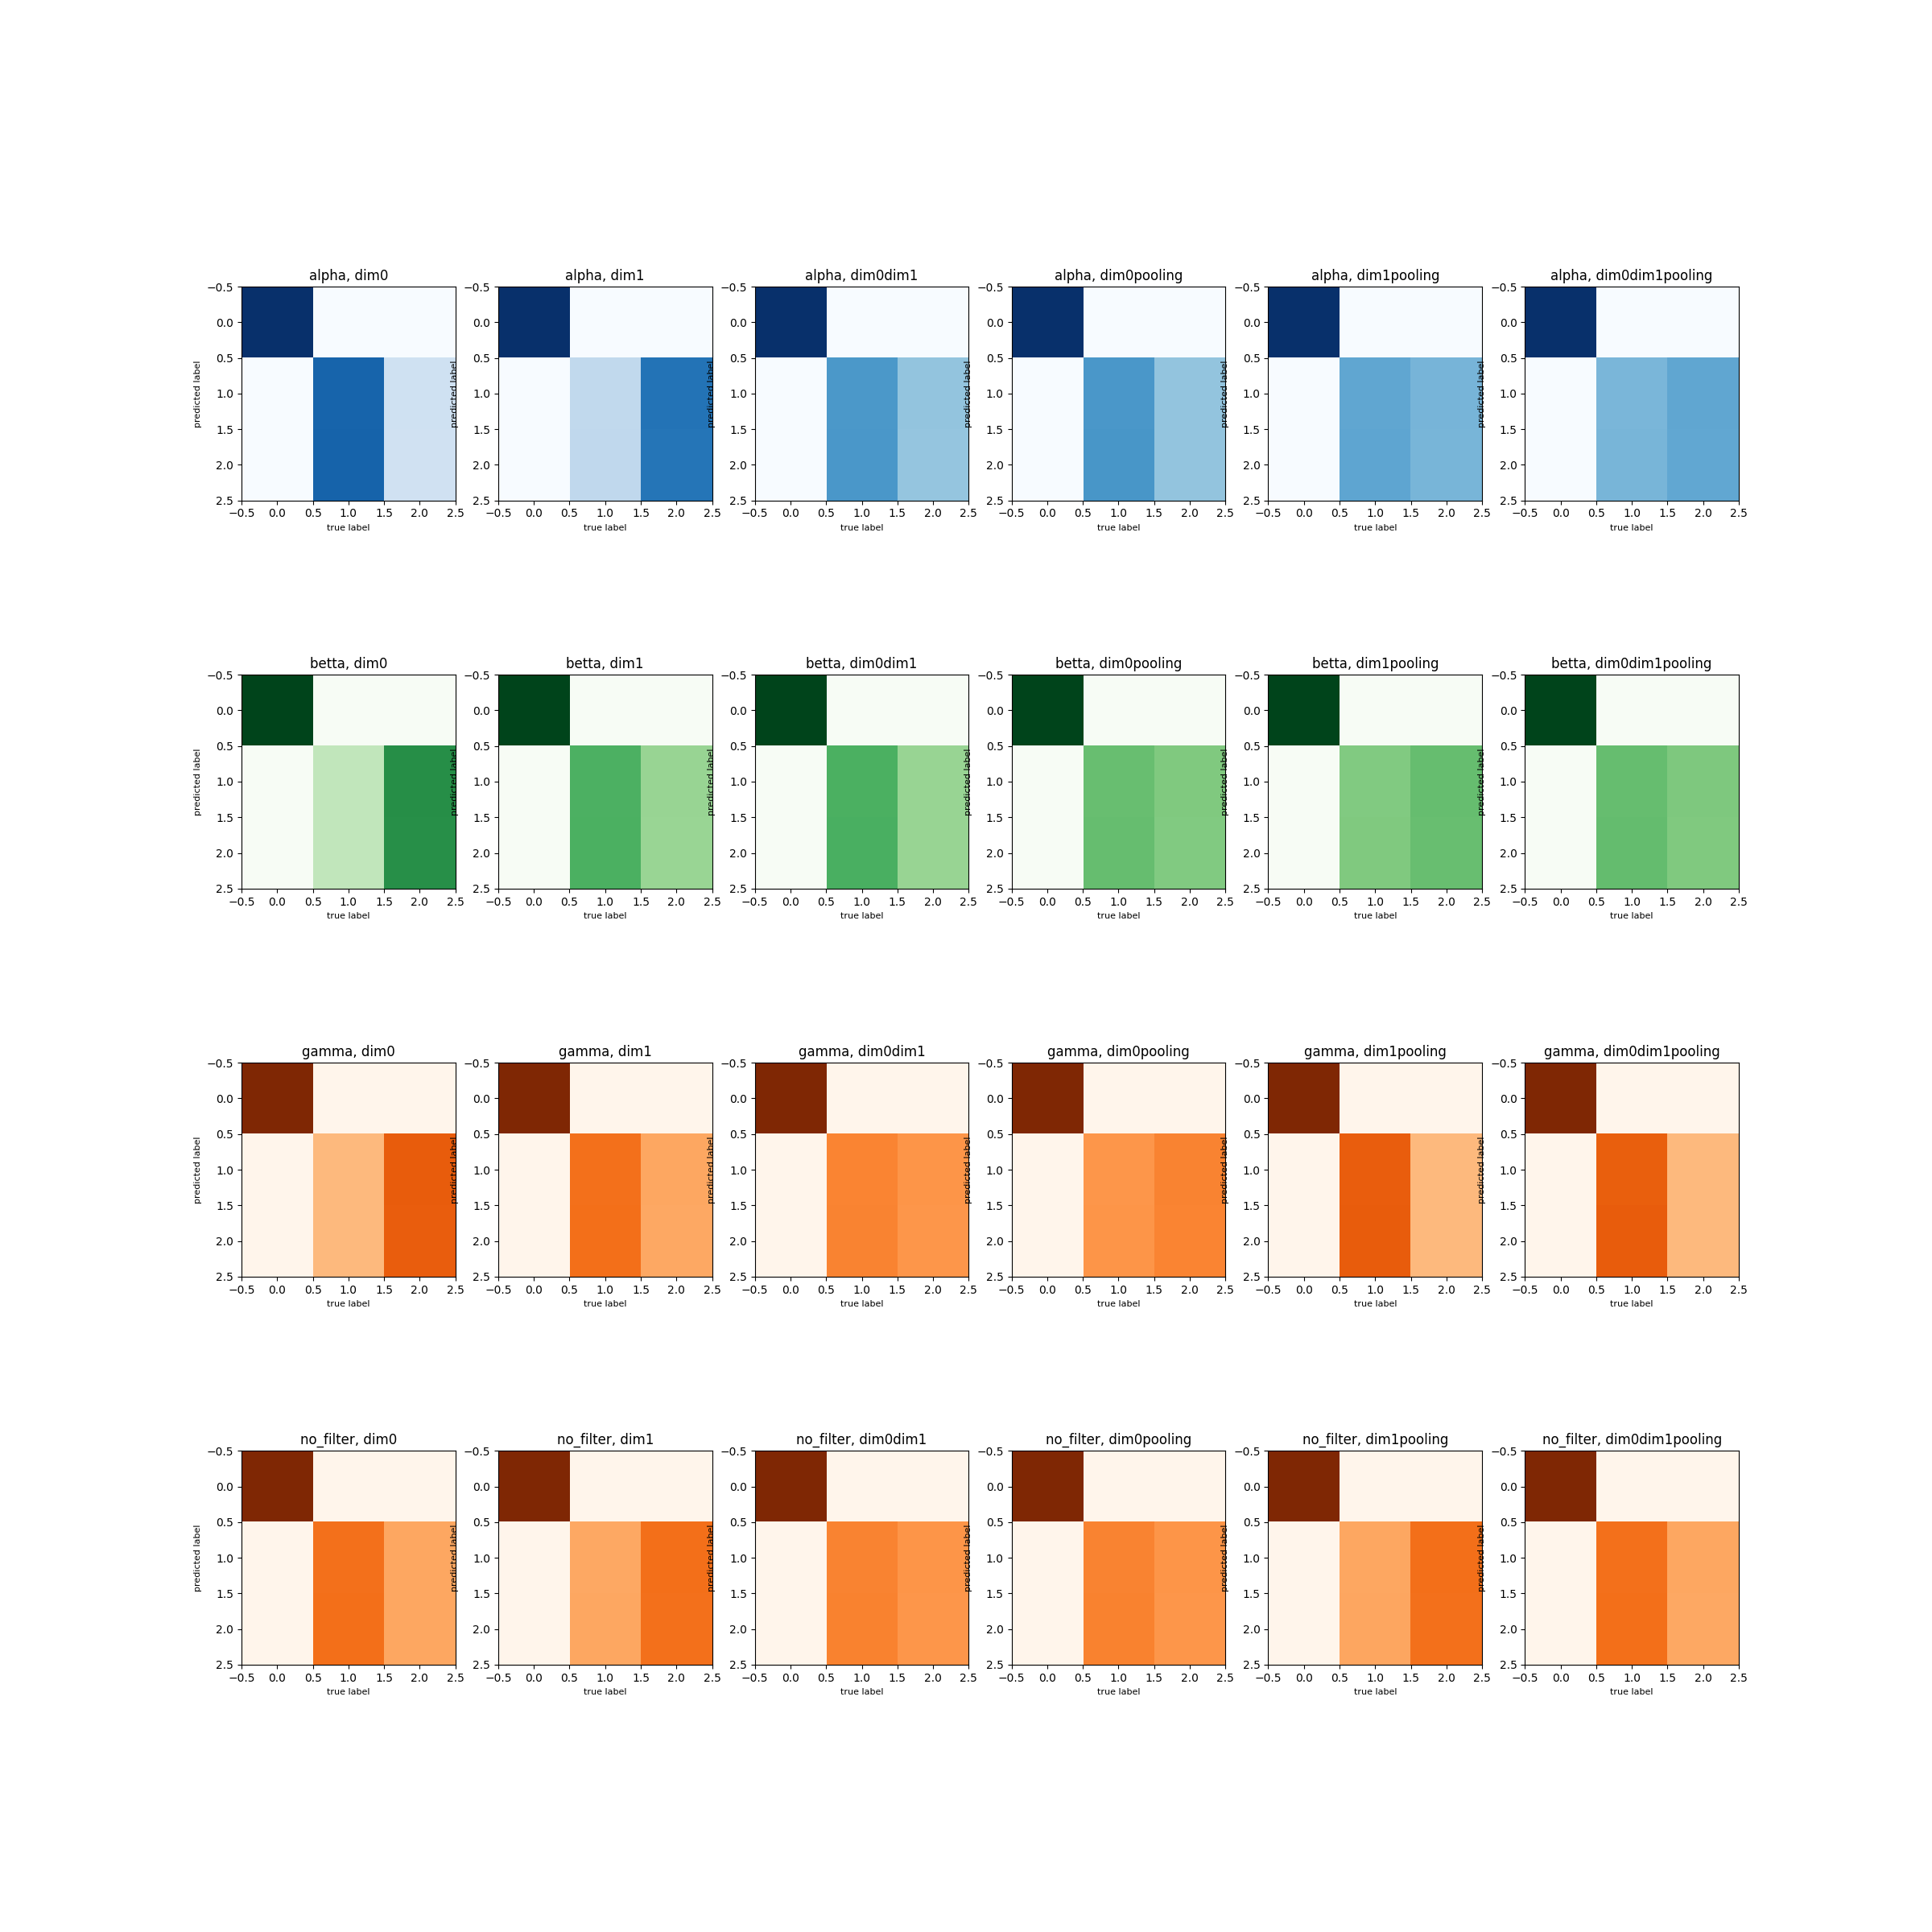 alpha, dim0 alpha, dim1 alpha, dim0dim1 alpha, dim0pooling alpha, dim1pooling alpha, dim0dim1pooling
−0.5 −0.5 −0.5 −0.5 −0.5 −0.5
0.0 0.0 0.0 0.0 0.0 0.0
0.5 0.5 0.5 0.5 0.5 0.5
predicted label predicted label predicted label predicted label predicted label predicted label
1.0 1.0 1.0 1.0 1.0 1.0
1.5 1.5 1.5 1.5 1.5 1.5
2.0 2.0 2.0 2.0 2.0 2.0
2.5 2.5 2.5 2.5 2.5 2.5
−0.5 0.0 0.5 1.0 1.5 2.0 2.5 −0.5 0.0 0.5 1.0 1.5 2.0 2.5 −0.5 0.0 0.5 1.0 1.5 2.0 2.5 −0.5 0.0 0.5 1.0 1.5 2.0 2.5 −0.5 0.0 0.5 1.0 1.5 2.0 2.5 −0.5 0.0 0.5 1.0 1.5 2.0 2.5
true label true label true label true label true label true label
betta, dim0 betta, dim1 betta, dim0dim1 betta, dim0pooling betta, dim1pooling betta, dim0dim1pooling
−0.5 −0.5 −0.5 −0.5 −0.5 −0.5
0.0 0.0 0.0 0.0 0.0 0.0
0.5 0.5 0.5 0.5 0.5 0.5
predicted label predicted label predicted label predicted label predicted label predicted label
1.0 1.0 1.0 1.0 1.0 1.0
1.5 1.5 1.5 1.5 1.5 1.5
2.0 2.0 2.0 2.0 2.0 2.0
2.5 2.5 2.5 2.5 2.5 2.5
−0.5 0.0 0.5 1.0 1.5 2.0 2.5 −0.5 0.0 0.5 1.0 1.5 2.0 2.5 −0.5 0.0 0.5 1.0 1.5 2.0 2.5 −0.5 0.0 0.5 1.0 1.5 2.0 2.5 −0.5 0.0 0.5 1.0 1.5 2.0 2.5 −0.5 0.0 0.5 1.0 1.5 2.0 2.5
true label true label true label true label true label true label
gamma, dim0 gamma, dim1 gamma, dim0dim1 gamma, dim0pooling gamma, dim1pooling gamma, dim0dim1pooling
−0.5 −0.5 −0.5 −0.5 −0.5 −0.5
0.0 0.0 0.0 0.0 0.0 0.0
0.5 0.5 0.5 0.5 0.5 0.5
predicted label predicted label predicted label predicted label predicted label predicted label
1.0 1.0 1.0 1.0 1.0 1.0
1.5 1.5 1.5 1.5 1.5 1.5
2.0 2.0 2.0 2.0 2.0 2.0
2.5 2.5 2.5 2.5 2.5 2.5
−0.5 0.0 0.5 1.0 1.5 2.0 2.5 −0.5 0.0 0.5 1.0 1.5 2.0 2.5 −0.5 0.0 0.5 1.0 1.5 2.0 2.5 −0.5 0.0 0.5 1.0 1.5 2.0 2.5 −0.5 0.0 0.5 1.0 1.5 2.0 2.5 −0.5 0.0 0.5 1.0 1.5 2.0 2.5
true label true label true label true label true label true label
no_filter, dim0 no_filter, dim1 no_filter, dim0dim1 no_filter, dim0pooling no_filter, dim1pooling no_filter, dim0dim1pooling
−0.5 −0.5 −0.5 −0.5 −0.5 −0.5
0.0 0.0 0.0 0.0 0.0 0.0
0.5 0.5 0.5 0.5 0.5 0.5
predicted label predicted label predicted label predicted label predicted label predicted label
1.0 1.0 1.0 1.0 1.0 1.0
1.5 1.5 1.5 1.5 1.5 1.5
2.0 2.0 2.0 2.0 2.0 2.0
2.5 2.5 2.5 2.5 2.5 2.5
−0.5 0.0 0.5 1.0 1.5 2.0 2.5 −0.5 0.0 0.5 1.0 1.5 2.0 2.5 −0.5 0.0 0.5 1.0 1.5 2.0 2.5 −0.5 0.0 0.5 1.0 1.5 2.0 2.5 −0.5 0.0 0.5 1.0 1.5 2.0 2.5 −0.5 0.0 0.5 1.0 1.5 2.0 2.5
true label true label true label true label true label true label